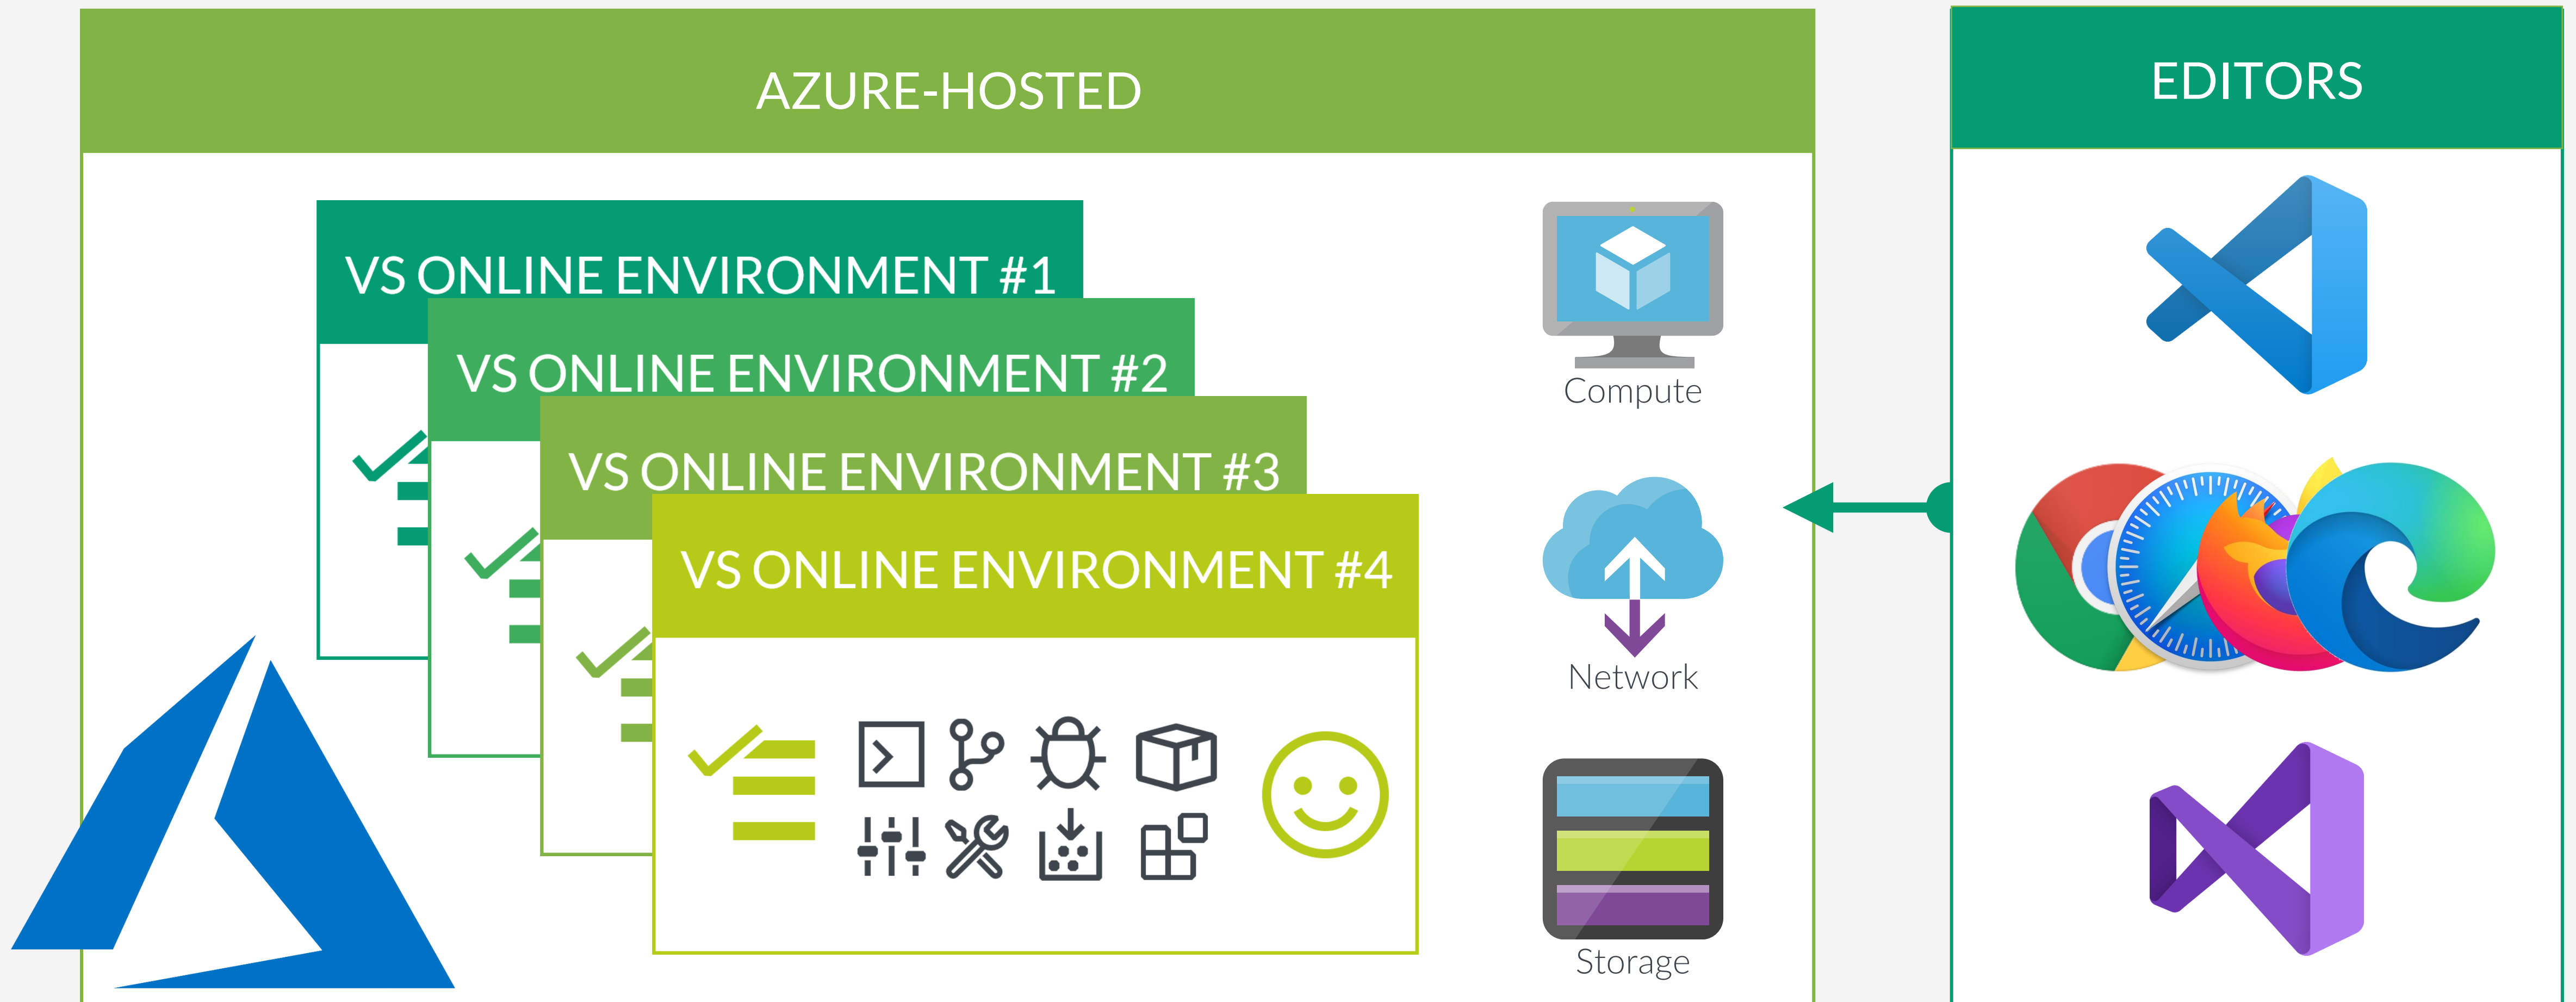 AZURE-HOSTED
VS ONLINE ENVIRONMENT #1
VS ONLINE ENVIRONMENT #2
VS ONLINE ENVIRONMENT #3
VS ONLINE ENVIRONMENT #4
Compute
Network
Storage
EDITORS